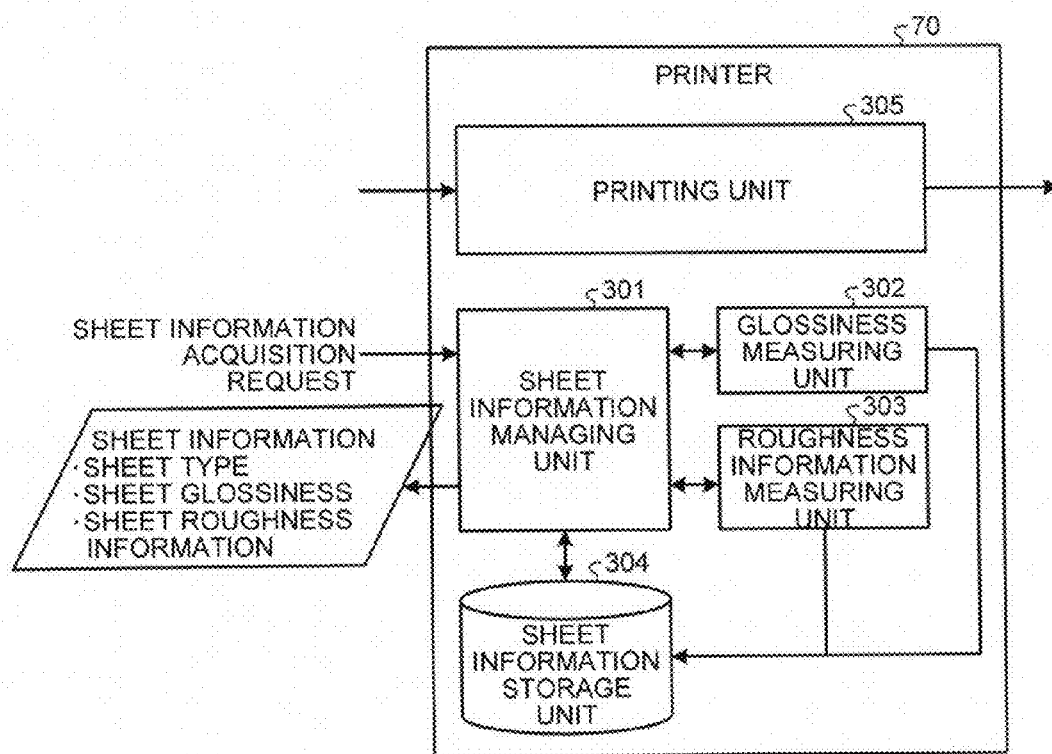 70
PRINTER
305
PRINTING UNIT
301
302
SHEET INFORMATION
ACQUISITION
REQUEST
SHEET
INFORMATION
MANAGING
UNIT
GLOSSINESS
MEASURING
UNIT
303
ROUGHNESS
INFORMATION
MEASURING
UNIT
SHEET INFORMATION
·SHEET TYPE
·SHEET GLOSSINESS
·SHEET ROUGHNESS
INFORMATION
304
SHEET
INFORMATION
STORAGE
UNIT